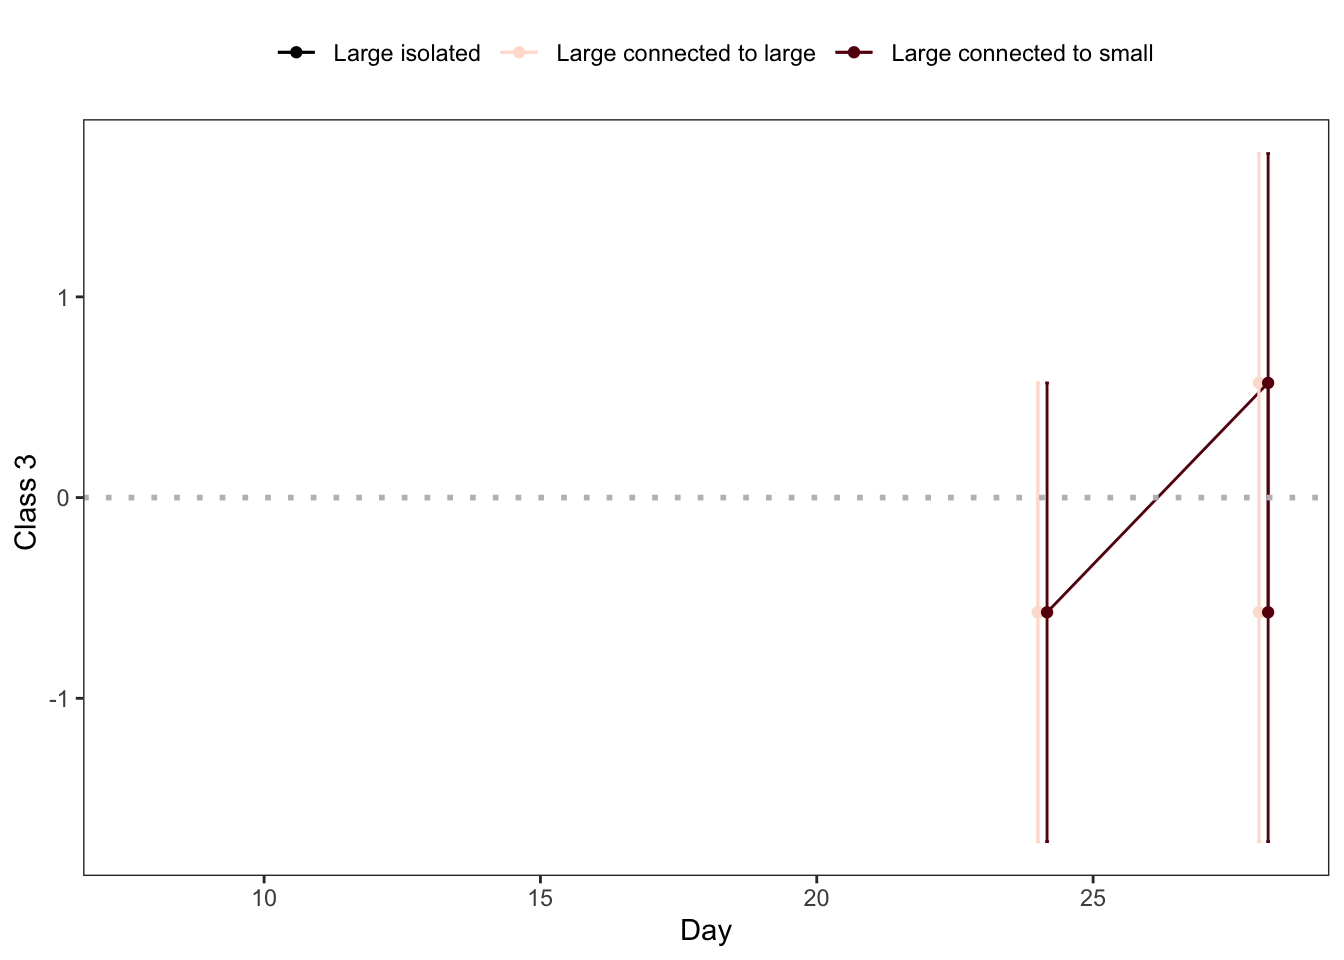 Large isolated Large connected to large Large connected to small
1
0
-1
Class 3
10 15 20 25
Day